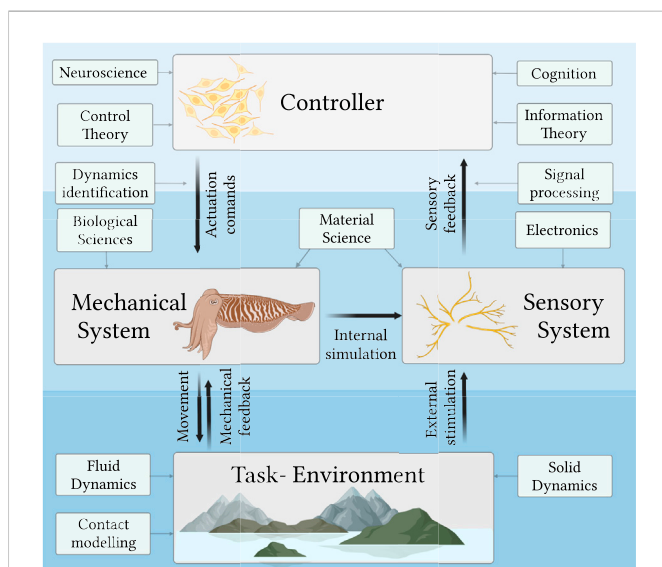 Neuroscience
Cognition
Controller
Control
Theory
Information
Theory
Dynamics
identification
Actuation
comands
Sensory
feedback
Signal
processing
Biological
Sciences
Material
Science
Electronics
Mechanical
System
Sensory
System
Internal
simulation
Movement
Mechanical
feedback
External
stimulation
Fluid
Dynamics
Task- Environment
Solid
Dynamics
Contact
modelling